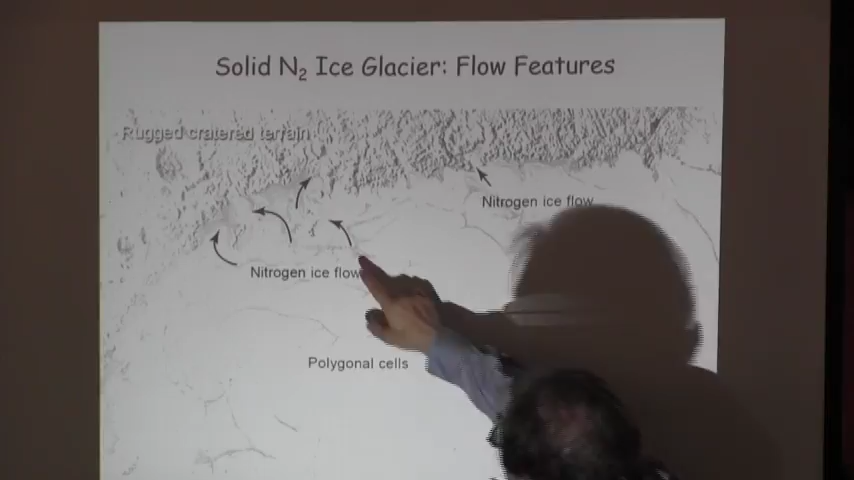 Solid N₂ Ice Glacier: Flow Features
Rugged cratered terrain
Nitrogen ice flow
Nitrogen ice flow
Polygonal cells